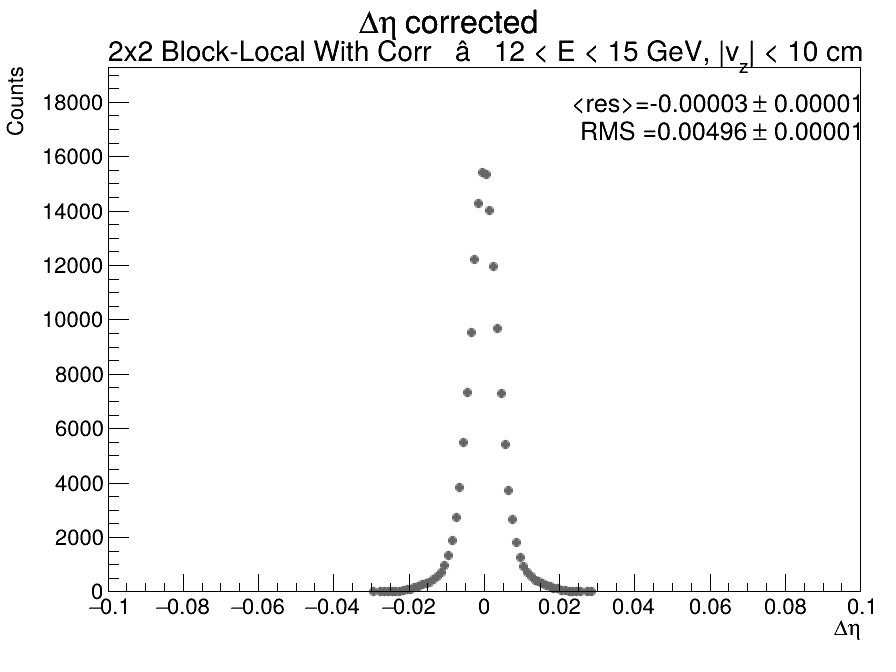 Δη corrected
2x2 Block-Local With Corr â 12 < E < 15 GeV, |v_z| < 10 cm
Counts
<res>=-0.00003 ± 0.00001
RMS =0.00496 ± 0.00001
18000
16000
14000
12000
10000
8000
6000
4000
2000
0
−0.1 −0.08 −0.06 −0.04 −0.02 0 0.02 0.04 0.06 0.08 0.1
Δη